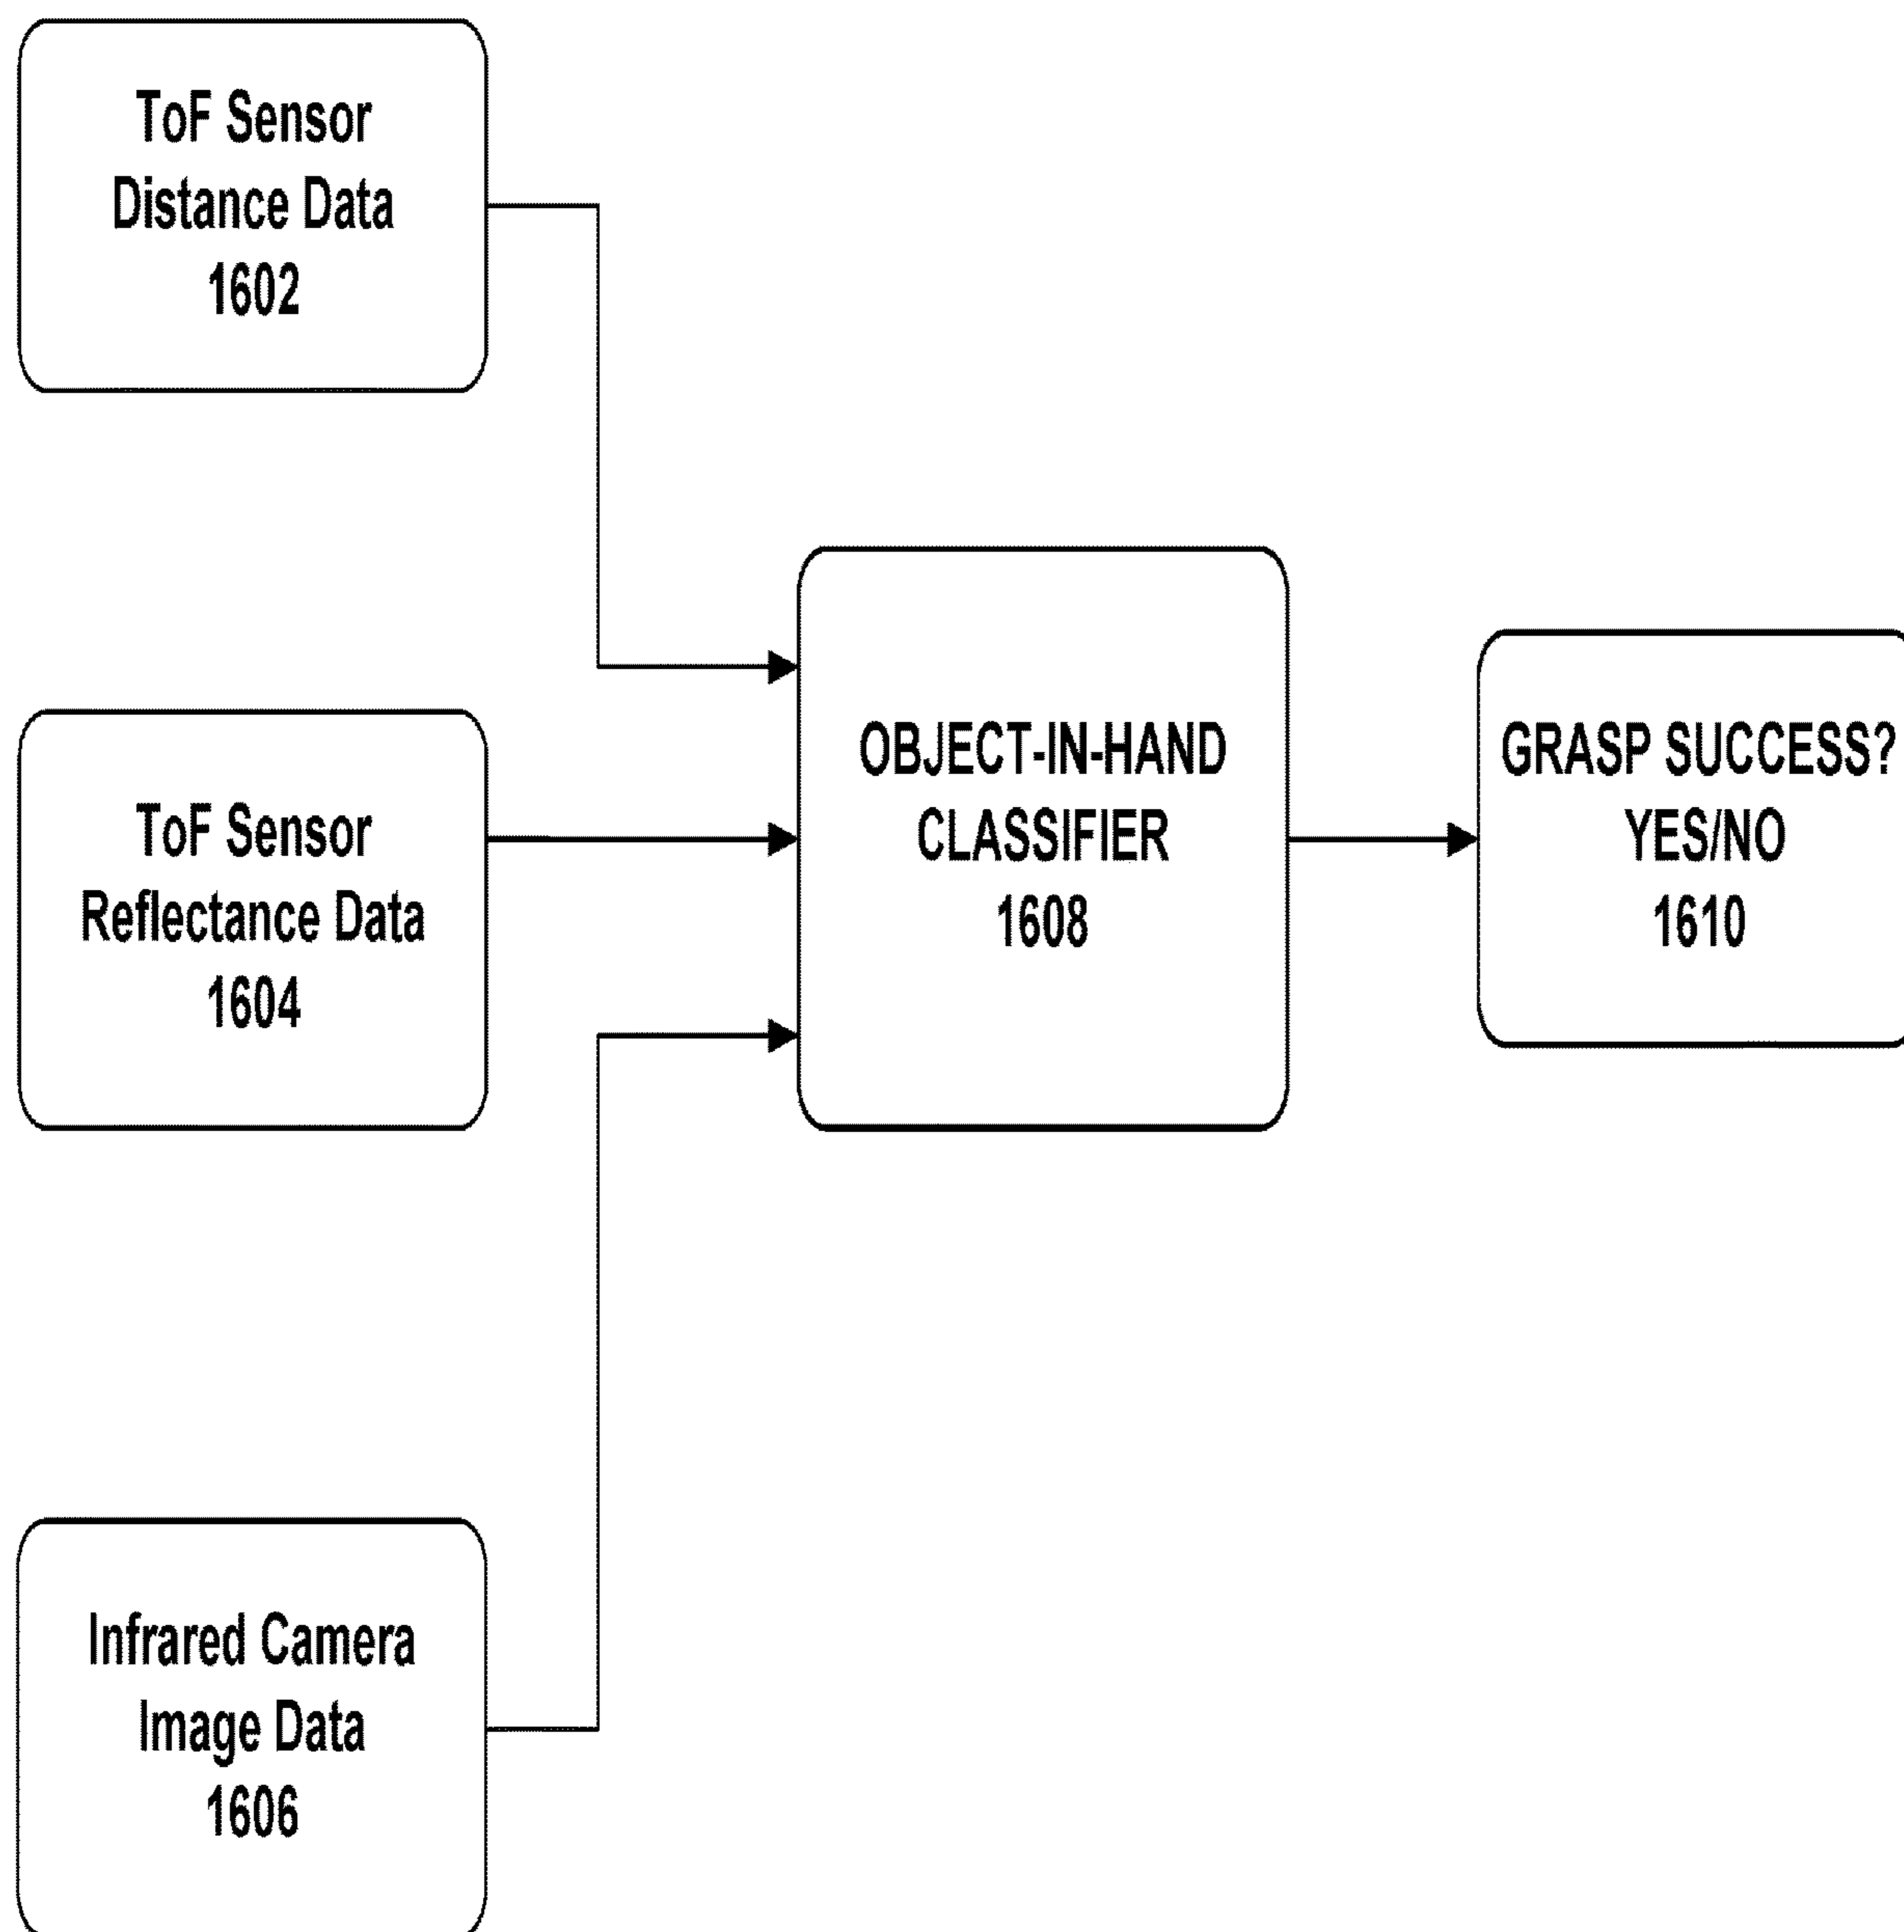 ToF Sensor
Distance Data
1602
ToF Sensor
Reflectance Data
1604
Infrared Camera
Image Data
1606
OBJECT-IN-HAND
CLASSIFIER
1608
GRASP SUCCESS?
YES/NO
1610